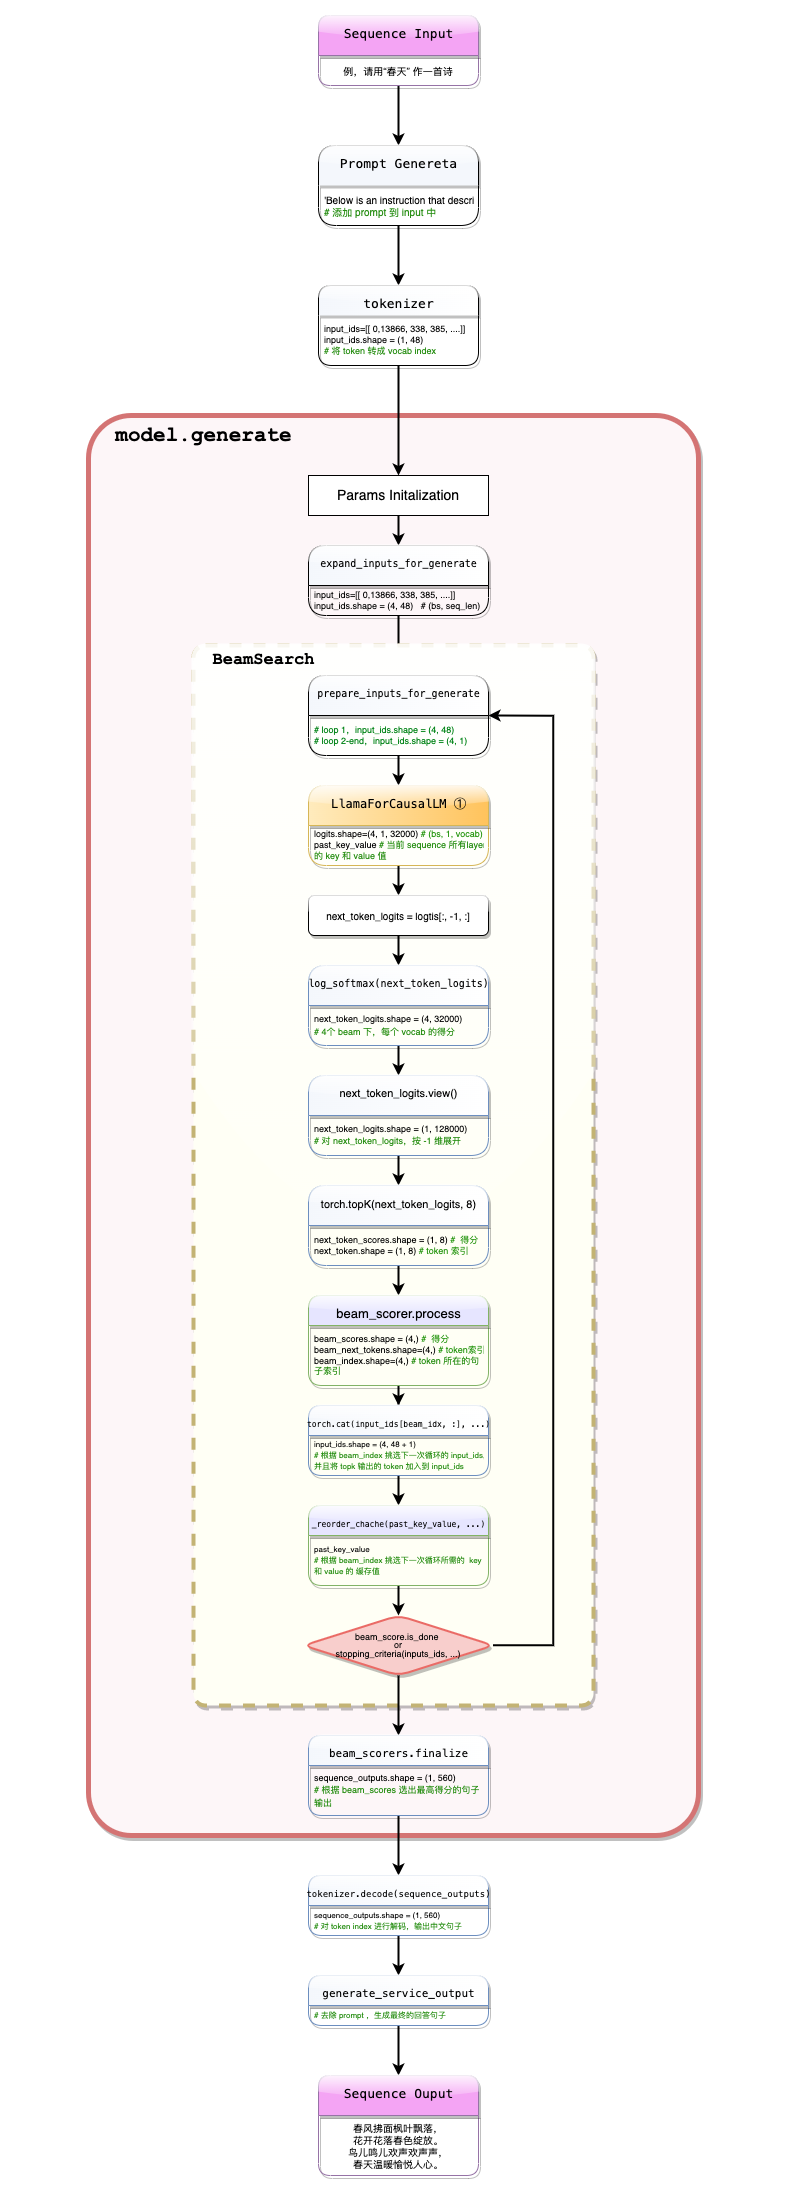 Sequence Input
例，请用“春天” 作一首诗
Prompt Genereta
'Below is an instruction that descri
# 添加 prompt 到 input 中
tokenizer
input_ids=[[ 0,13866, 338, 385, ....]]
input_ids.shape = (1, 48)
# 将 token 转成 vocab index
model.generate
Params Initalization
expand_inputs_for_generate
input_ids=[[ 0,13866, 338, 385, ....]]
input_ids.shape = (4, 48) # (bs, seq_len)
BeamSearch
prepare_inputs_for_generate
# loop 1，input_ids.shape = (4, 48)
# loop 2-end，input_ids.shape = (4, 1)
LlamaForCausalLM ①
logits.shape=(4, 1, 32000) # (bs, 1, vocab)
past_key_value # 当前 sequence 所有layer
的 key 和 value 值
next_token_logits = logtis[:, -1, :]
log_softmax(next_token_logits)
next_token_logits.shape = (4, 32000)
# 4个 beam 下，每个 vocab 的得分
next_token_logits.view()
next_token_logits.shape = (1, 128000)
# 对 next_token_logits，按 -1 维展开
torch.topK(next_token_logits, 8)
next_token_scores.shape = (1, 8) # 得分
next_token.shape = (1, 8) # token 索引
beam_scorer.process
beam_scores.shape = (4,) # 得分
beam_next_tokens.shape=(4,) # token索引
beam_index.shape=(4,) # token 所在的句
子索引
torch.cat(input_ids[beam_idx, :], ...)
input_ids.shape = (4, 48 + 1)
# 根据 beam_index 挑选下一次循环的 input_ids,
并且将 topk 输出的 token 加入到 input_ids
_reorder_chache(past_key_value, ...)
past_key_value
# 根据 beam_index 挑选下一次循环所需的 key
和 value 的 缓存值
beam_score.is_done
or
stopping_criteria(inputs_ids, ...)
beam_scorers.finalize
sequence_outputs.shape = (1, 560)
# 根据 beam_scores 选出最高得分的句子
输出
tokenizer.decode(sequence_outputs)
sequence_outputs.shape = (1, 560)
# 对 token index 进行解码，输出中文句子
generate_service_output
# 去除 prompt ，生成最终的回答句子
Sequence Ouput
春风拂面枫叶飘落，
花开花落春色绽放。
鸟儿鸣儿欢声欢声声，
春天温暖愉悦人心。